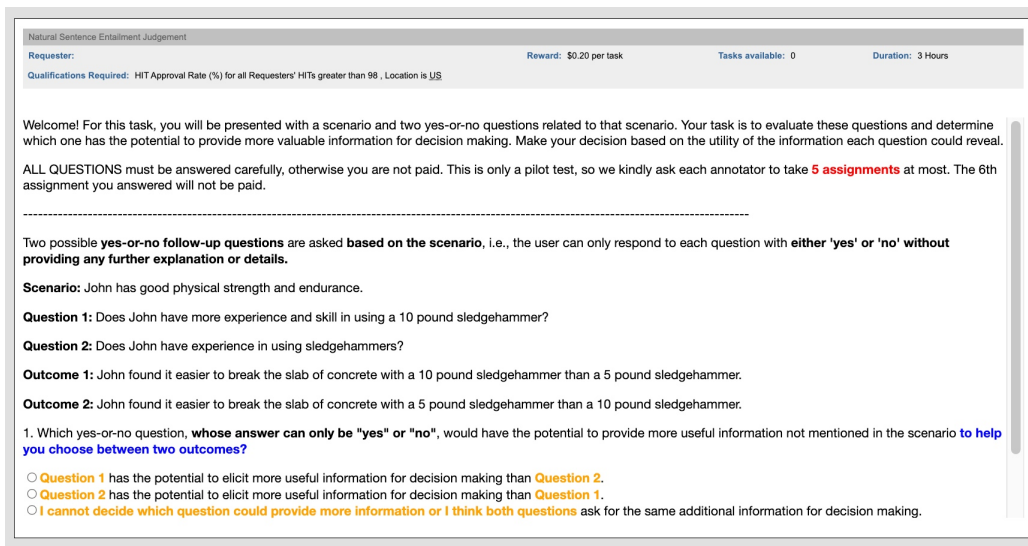 Natural Sentence Entailment Judgement
Requester: Reward: $0.20 per task Tasks available: 0 Duration: 3 Hours
Qualifications Required: HIT Approval Rate (%) for all Requesters' HITs greater than 98 , Location is US
Welcome! For this task, you will be presented with a scenario and two yes-or-no questions related to that scenario. Your task is to evaluate these questions and determine
which one has the potential to provide more valuable information for decision making. Make your decision based on the utility of the information each question could reveal.
ALL QUESTIONS must be answered carefully, otherwise you are not paid. This is only a pilot test, so we kindly ask each annotator to take 5 assignments at most. The 6th
assignment you answered will not be paid.
--------------------------------------------------------------------------------------------------------------------------------------------------
Two possible yes-or-no follow-up questions are asked based on the scenario, i.e., the user can only respond to each question with either 'yes' or 'no' without
providing any further explanation or details.
Scenario: John has good physical strength and endurance.
Question 1: Does John have more experience and skill in using a 10 pound sledgehammer?
Question 2: Does John have experience in using sledgehammers?
Outcome 1: John found it easier to break the slab of concrete with a 10 pound sledgehammer than a 5 pound sledgehammer.
Outcome 2: John found it easier to break the slab of concrete with a 5 pound sledgehammer than a 10 pound sledgehammer.
1. Which yes-or-no question, whose answer can only be "yes" or "no", would have the potential to provide more useful information not mentioned in the scenario to help
you choose between two outcomes?
Question 1 has the potential to elicit more useful information for decision making than Question 2.
Question 2 has the potential to elicit more useful information for decision making than Question 1.
I cannot decide which question could provide more information or I think both questions ask for the same additional information for decision making.